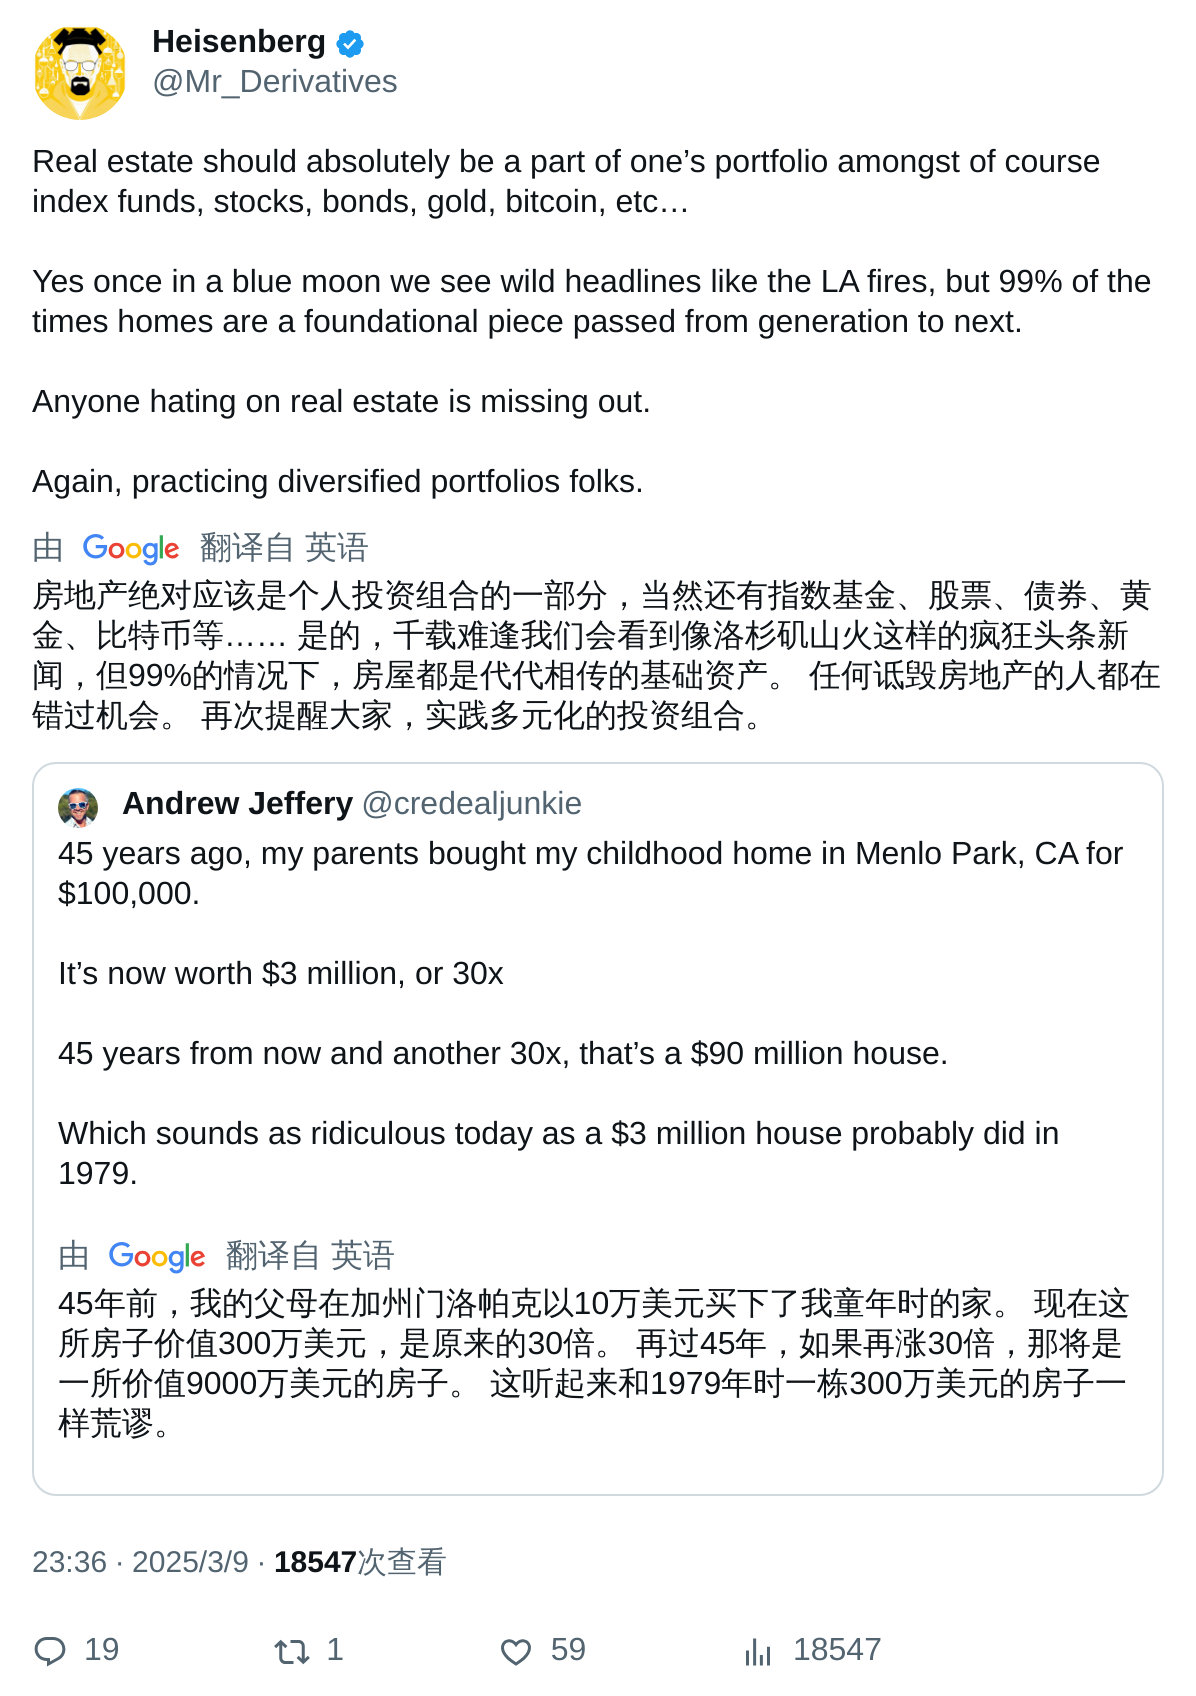 Heisenberg
@Mr_Derivatives
Real estate should absolutely be a part of one’s portfolio amongst of course
index funds, stocks, bonds, gold, bitcoin, etc…
Yes once in a blue moon we see wild headlines like the LA fires, but 99% of the
times homes are a foundational piece passed from generation to next.
Anyone hating on real estate is missing out.
Again, practicing diversified portfolios folks.
由 Google 翻译自 英语
房地产绝对应该是个人投资组合的一部分，当然还有指数基金、股票、债券、黄
金、比特币等…… 是的，千载难逢我们会看到像洛杉矶山火这样的疯狂头条新
闻，但99%的情况下，房屋都是代代相传的基础资产。 任何诋毁房地产的人都在
错过机会。 再次提醒大家，实践多元化的投资组合。
Andrew Jeffery @credealjunkie
45 years ago, my parents bought my childhood home in Menlo Park, CA for
$100,000.
It’s now worth $3 million, or 30x
45 years from now and another 30x, that’s a $90 million house.
Which sounds as ridiculous today as a $3 million house probably did in
1979.
由 Google 翻译自 英语
45年前，我的父母在加州门洛帕克以10万美元买下了我童年时的家。 现在这
所房子价值300万美元，是原来的30倍。 再过45年，如果再涨30倍，那将是
一所价值9000万美元的房子。 这听起来和1979年时一栋300万美元的房子一
样荒谬。
23:36 · 2025/3/9 · 18547次查看
19 1 59 18547